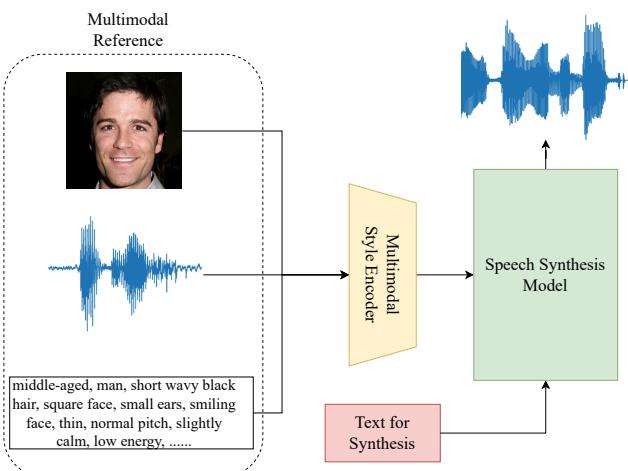 Multimodal
Reference
middle-aged, man, short wavy black
hair, square face, small ears, smiling
face, thin, normal pitch, slightly
calm, low energy, ......
Multimodal
Style Encoder
Speech Synthesis
Model
Text for
Synthesis